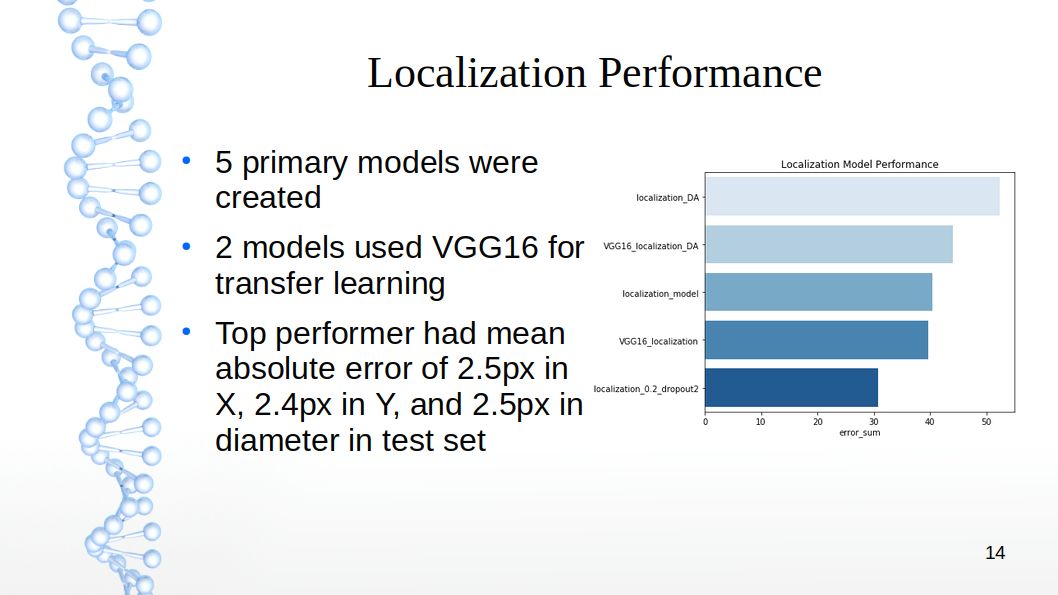 Localization Performance
5 primary models were
created
2 models used VGG16 for
transfer learning
Top performer had mean
absolute error of 2.5px in
X, 2.4px in Y, and 2.5px in
diameter in test set
Localization Model Performance
localization_DA
VGG16_localization_DA
localization_model
VGG16_localization
localization_0.2_dropout2
0 10 20 30 40 50
error_sum
14